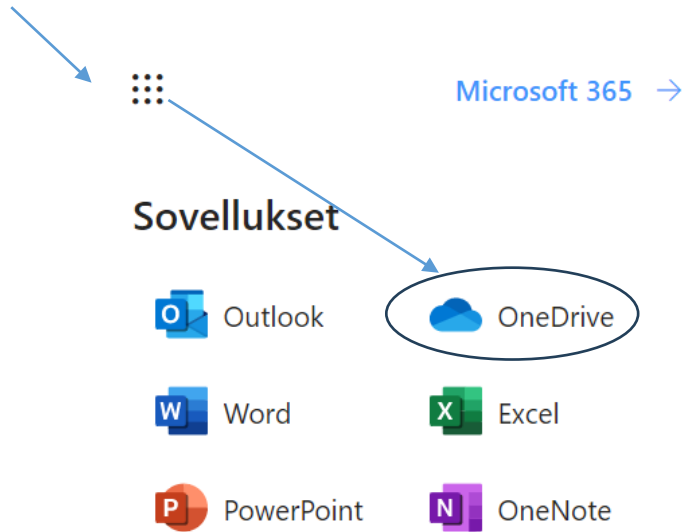 Microsoft 365 →
Sovellukset
Outlook
OneDrive
Word
Excel
PowerPoint
OneNote